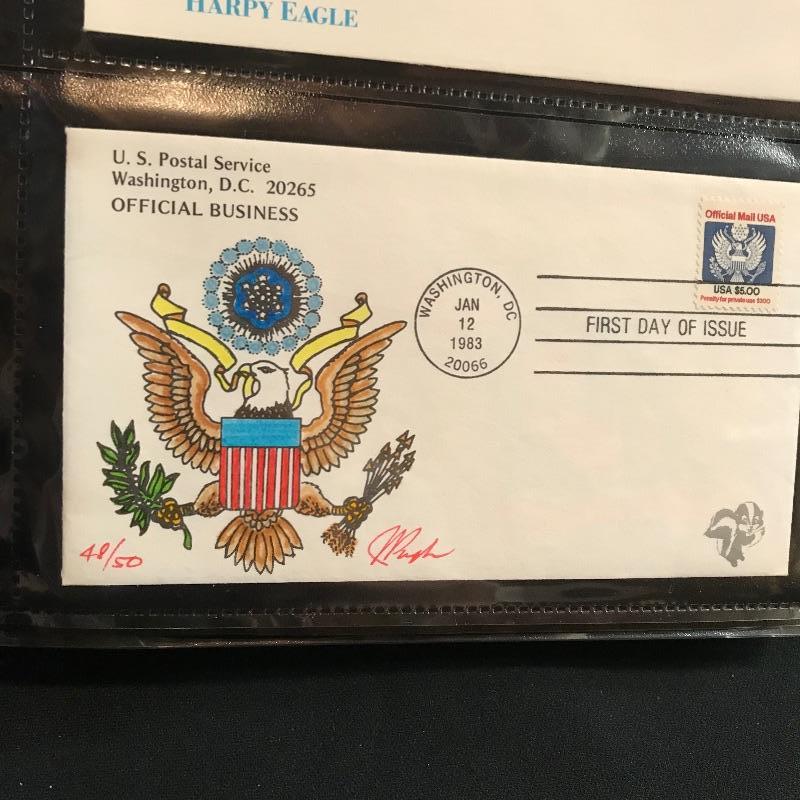 HARPY EAGLE
U. S. Postal Service
Washington, D.C. 20265
OFFICIAL BUSINESS
Official Mail USA
USA $5.00
Penalty for private use $300
WASHINGTON, DC
JAN
12
1983
20066
FIRST DAY OF ISSUE
48/50